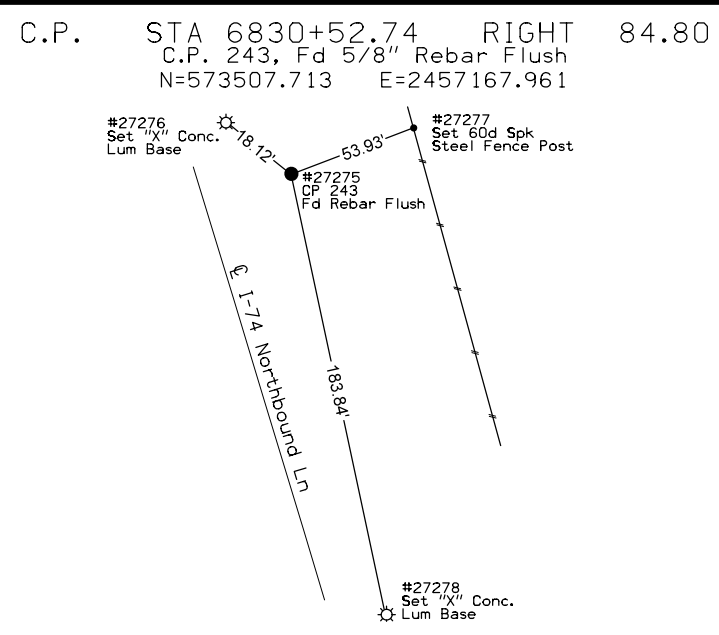 C.P. STA 6830+52.74 RIGHT 84.80
C.P. 243, Fd 5/8" Rebar Flush
N=573507.713 E=2457167.961
#27276
Set "X" Conc.
Lum Base
18.12'
53.93'
#27277
Set 60d Spk
Steel Fence Post
#27275
CP 243
Fd Rebar Flush
℄ I-74 Northbound Ln
183.84'
#27278
Set "X" Conc.
Lum Base